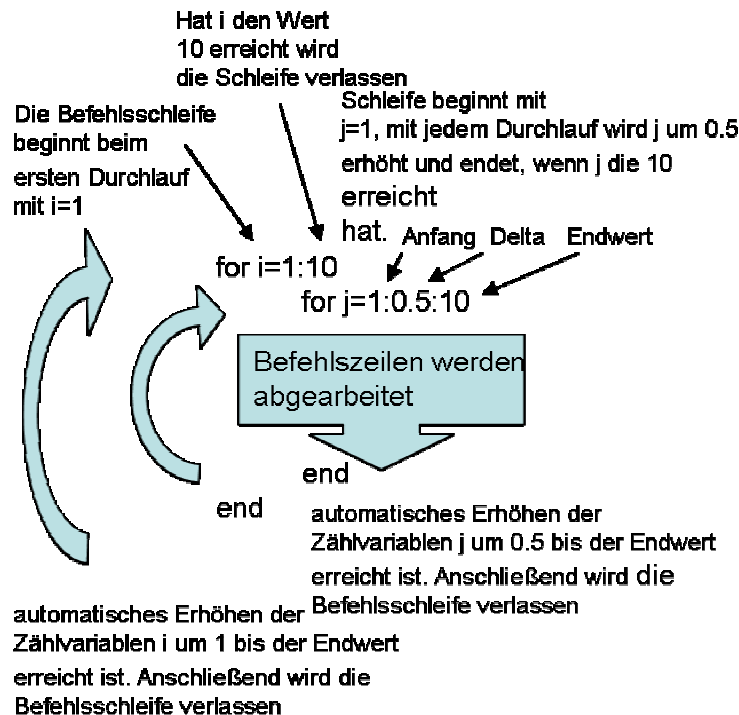 Hat i den Wert
10 erreicht wird
die Schleife verlassen
Die Befehlsschleife
beginnt beim
ersten Durchlauf
mit i=1
Schleife beginnt mit
j=1, mit jedem Durchlauf wird j um 0.5
erhöht und endet, wenn j die 10
erreicht
hat.
Anfang Delta Endwert
for i=1:10
for j=1:0.5:10
Befehlszeilen werden
abgearbeitet
end
end
automatisches Erhöhen der
Zählvariablen j um 0.5 bis der Endwert
erreicht ist. Anschließend wird die
Befehlsschleife verlassen
automatisches Erhöhen der
Zählvariablen i um 1 bis der Endwert
erreicht ist. Anschließend wird die
Befehlsschleife verlassen